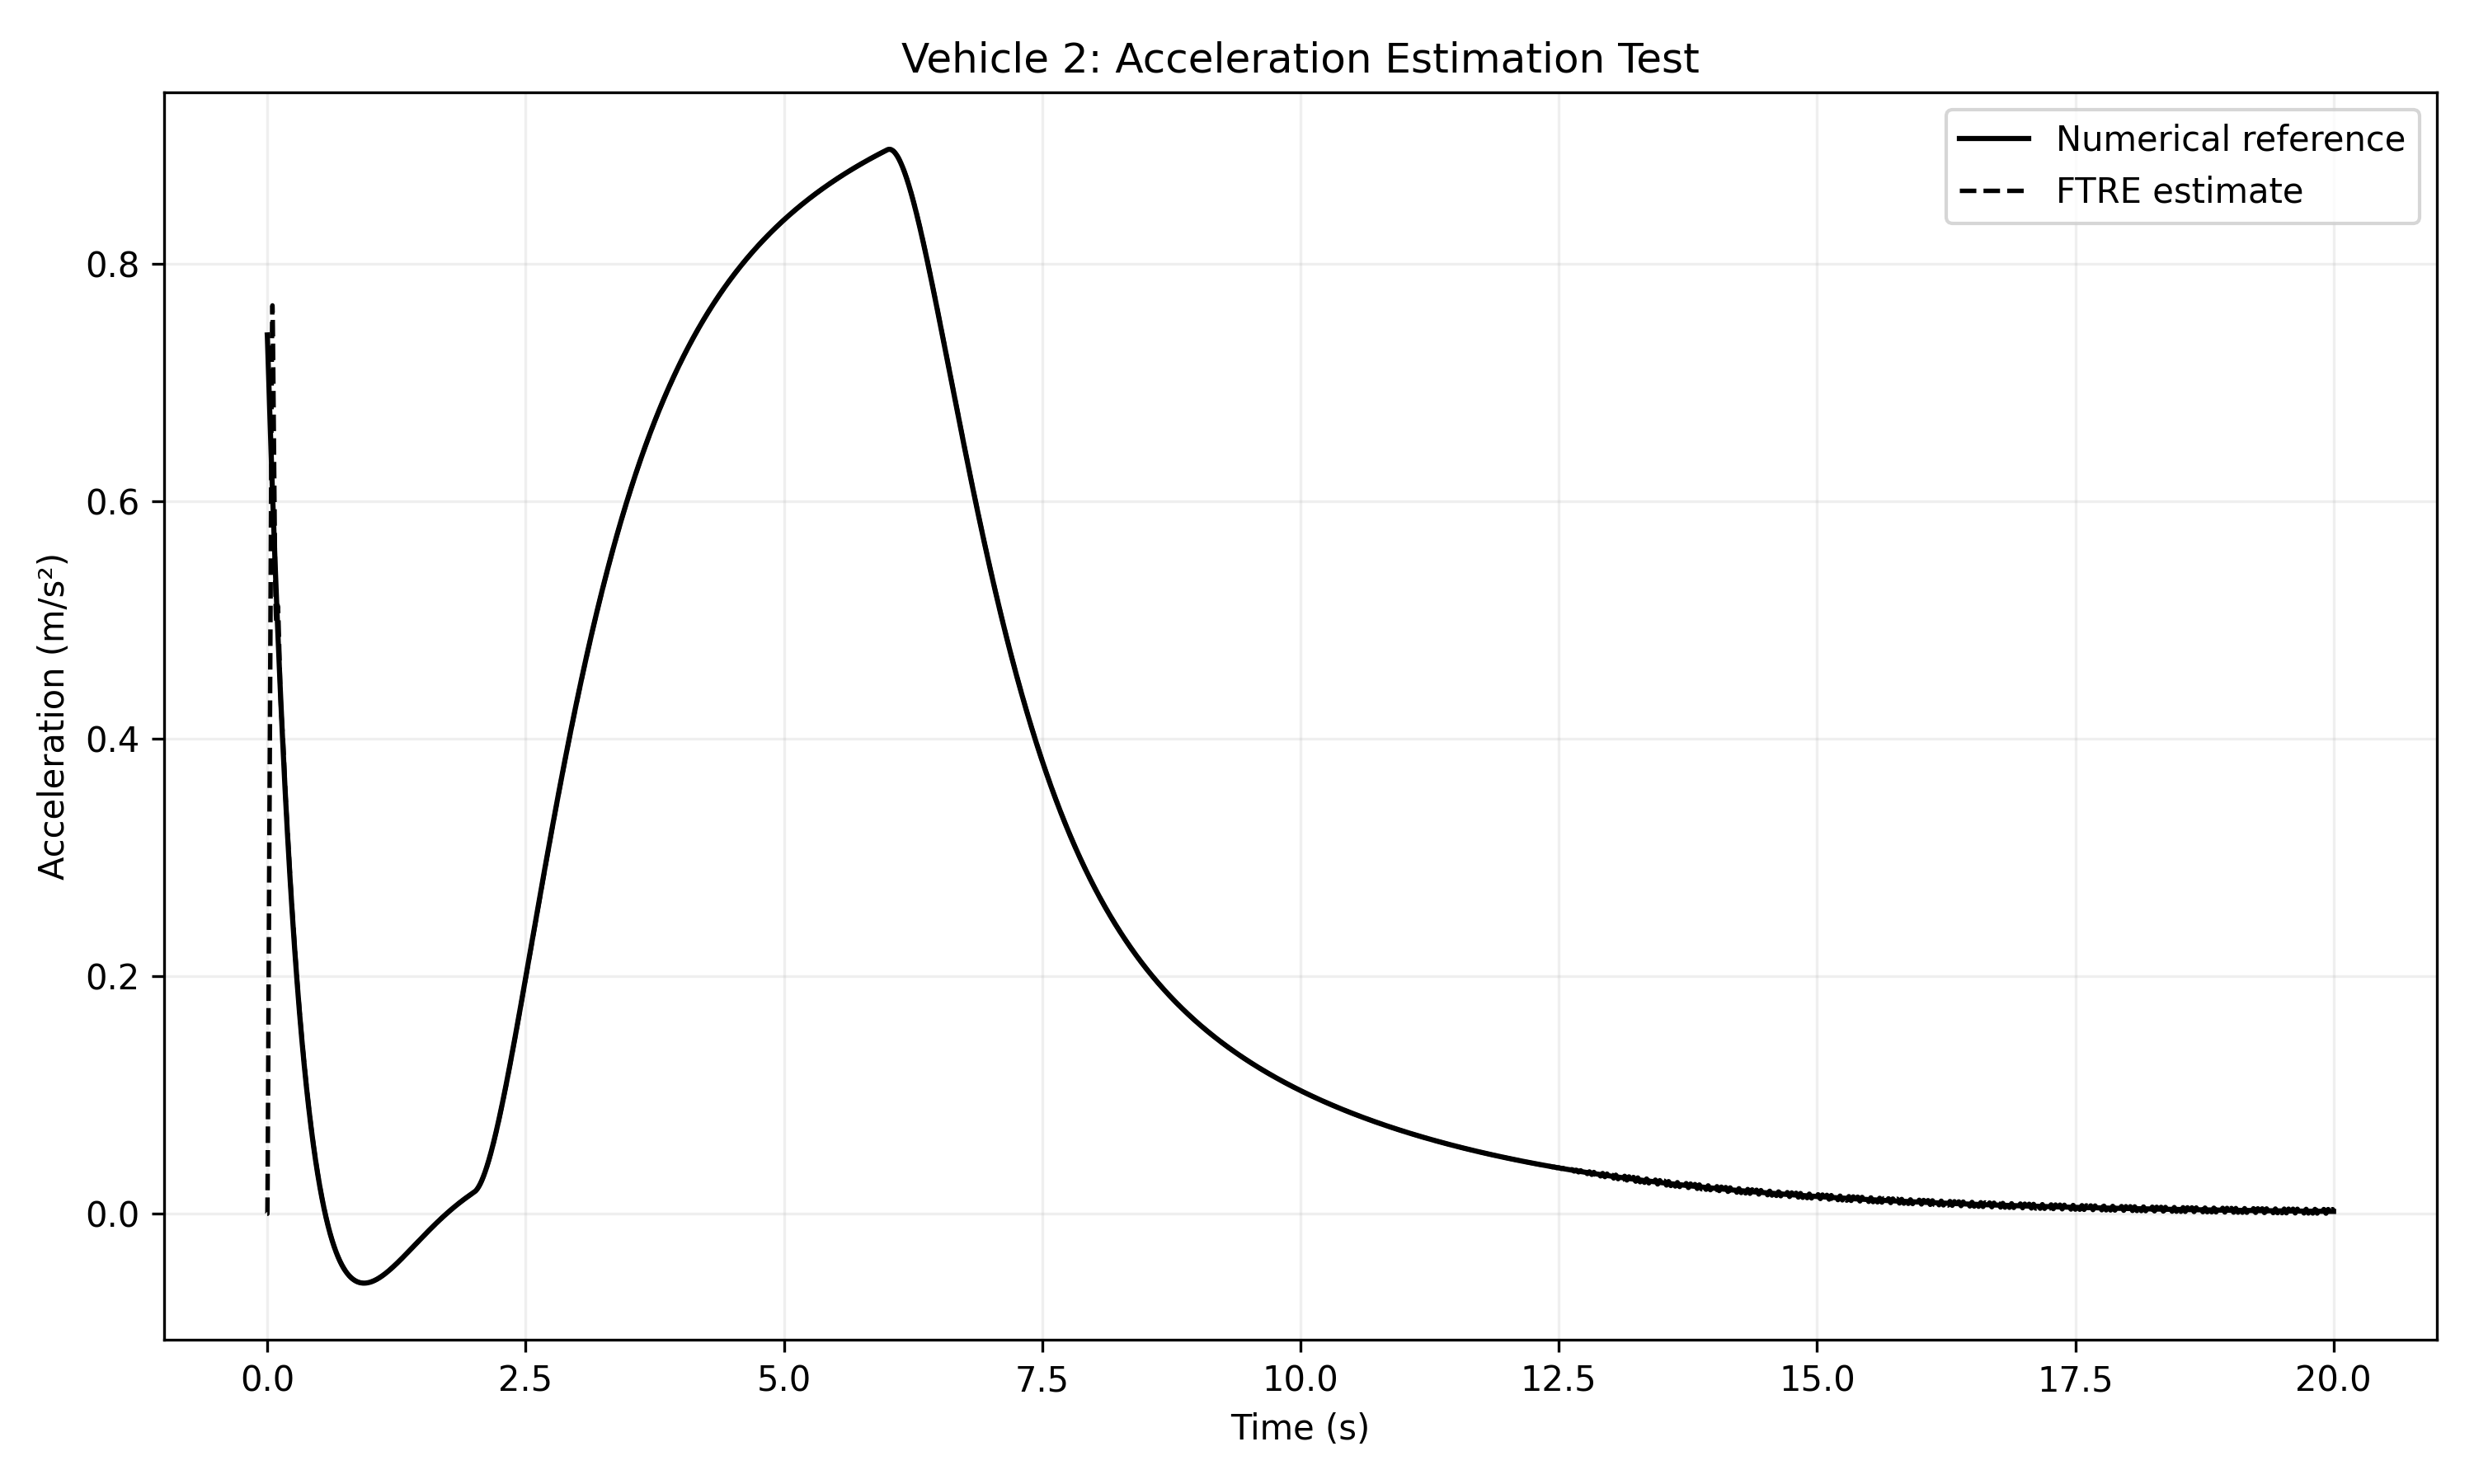 Vehicle 2: Acceleration Estimation Test
Numerical reference
FTRE estimate
Acceleration (m/s²)
0.8
0.6
0.4
0.2
0.0
0.0 2.5 5.0 7.5 10.0 12.5 15.0 17.5 20.0
Time (s)